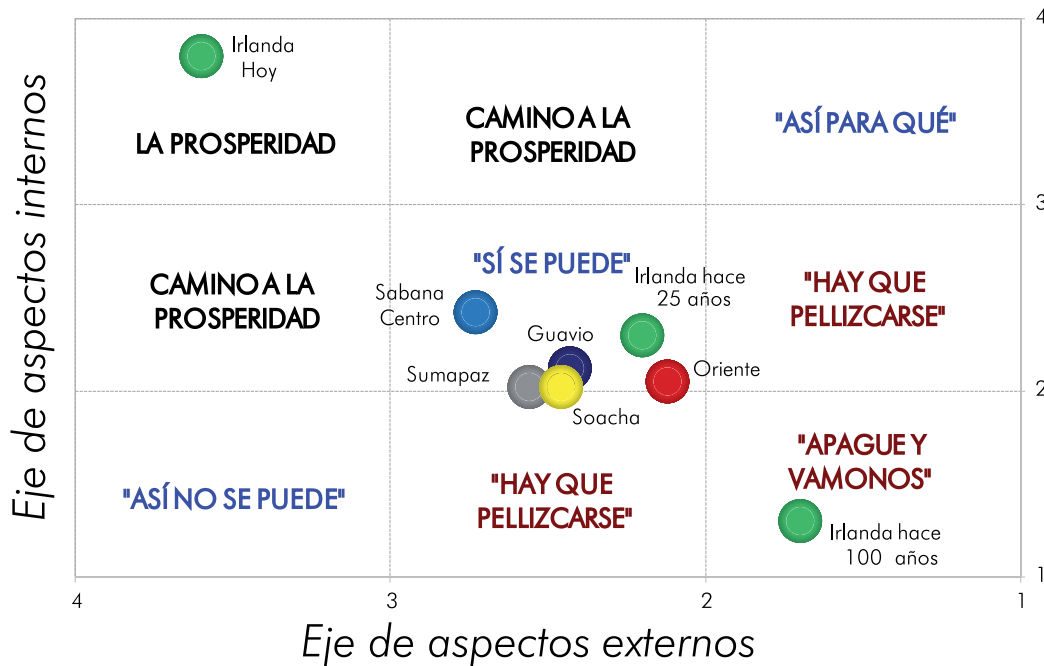 4
Irlanda
Hoy
CAMINO A LA
PROSPERIDAD
"ASÍ PARA QUÉ"
LA PROSPERIDAD
3
"SÍ SE PUEDE"
Irlanda hace
25 años
"HAY QUE
PELLIZCARSE"
CAMINO A LA
PROSPERIDAD
Sabana
Centro
Guavio
Sumapaz
Oriente
2
Soacha
"APAGUE Y
VAMONOS"
"ASÍ NO SE PUEDE"
"HAY QUE
PELLIZCARSE"
Irlanda hace
100 años
1
4
3
2
1
Eje de aspectos internos
Eje de aspectos externos